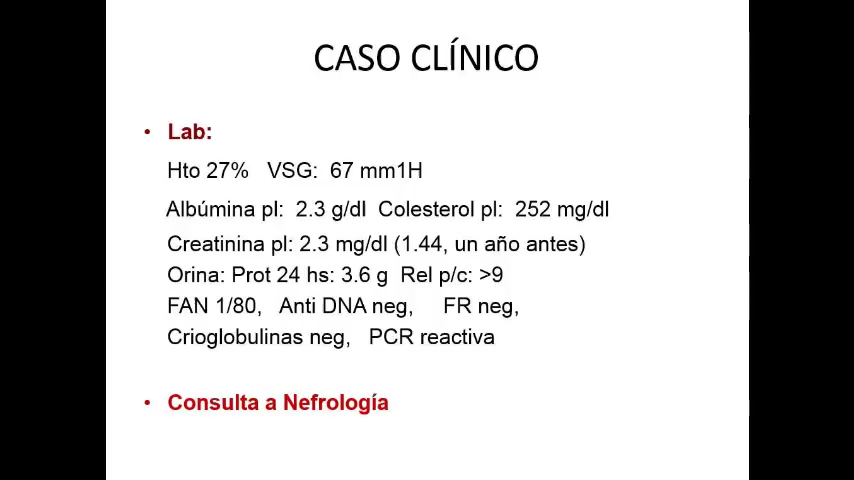 CASO CLÍNICO
• Lab:
Hto 27% VSG: 67 mm1H
Albúmina pl: 2.3 g/dl Colesterol pl: 252 mg/dl
Creatinina pl: 2.3 mg/dl (1.44, un año antes)
Orina: Prot 24 hs: 3.6 g Rel p/c: >9
FAN 1/80, Anti DNA neg, FR neg,
Crioglobulinas neg, PCR reactiva
• Consulta a Nefrología